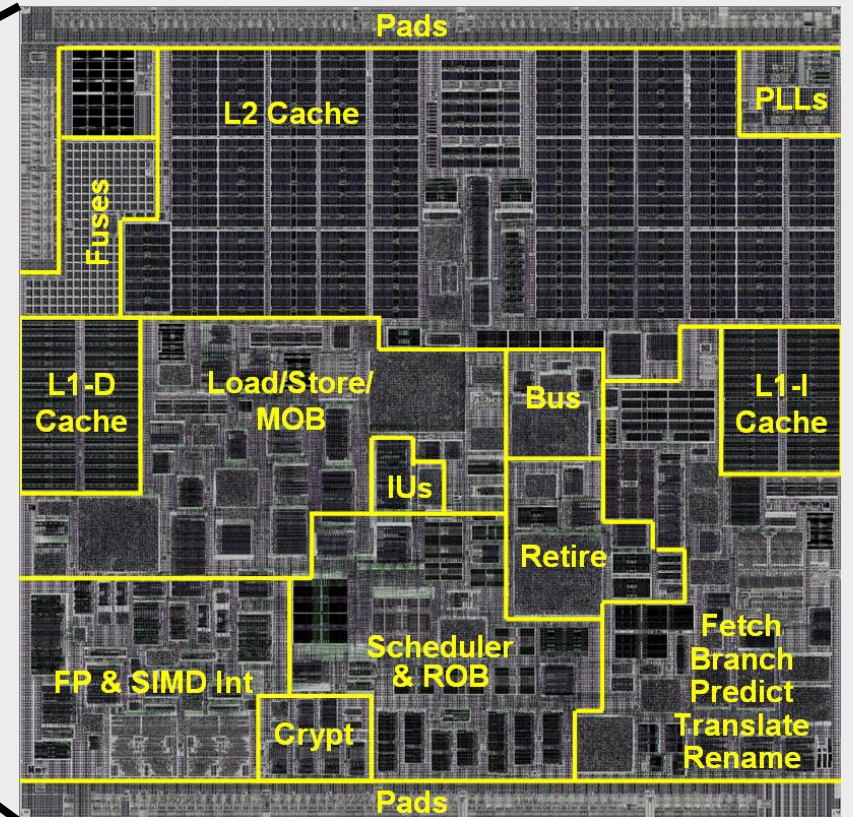 Pads
L2 Cache
PLLs
Fuses
L1-D
Cache
Load/Store/
MOB
Bus
L1-I
Cache
IUs
Retire
Scheduler
& ROB
FP & SIMD Int
Fetch
Branch
Predict
Translate
Rename
Crypt
Pads